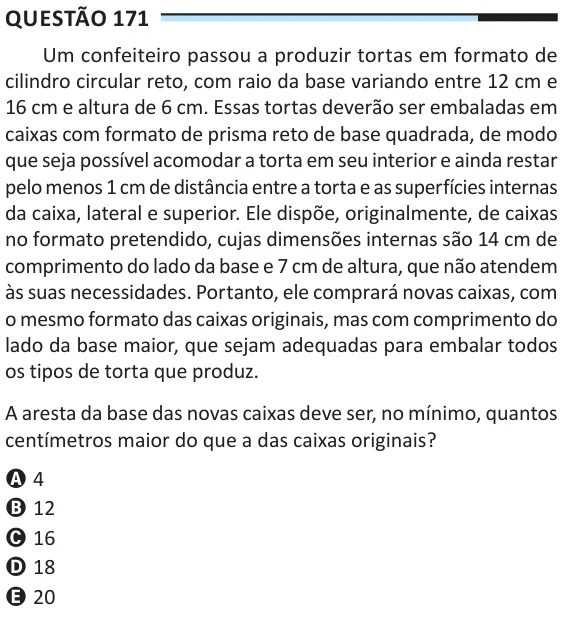 QUESTÃO 171
Um confeiteiro passou a produzir tortas em formato de
cilindro circular reto, com raio da base variando entre 12 cm e
16 cm e altura de 6 cm. Essas tortas deverão ser embaladas em
caixas com formato de prisma reto de base quadrada, de modo
que seja possível acomodar a torta em seu interior e ainda restar
pelo menos 1 cm de distância entre a torta e as superfícies internas
da caixa, lateral e superior. Ele dispõe, originalmente, de caixas
no formato pretendido, cujas dimensões internas são 14 cm de
comprimento do lado da base e 7 cm de altura, que não atendem
às suas necessidades. Portanto, ele comprará novas caixas, com
o mesmo formato das caixas originais, mas com comprimento do
lado da base maior, que sejam adequadas para embalar todos
os tipos de torta que produz.
A aresta da base das novas caixas deve ser, no mínimo, quantos
centímetros maior do que a das caixas originais?
A 4
B 12
C 16
D 18
E 20